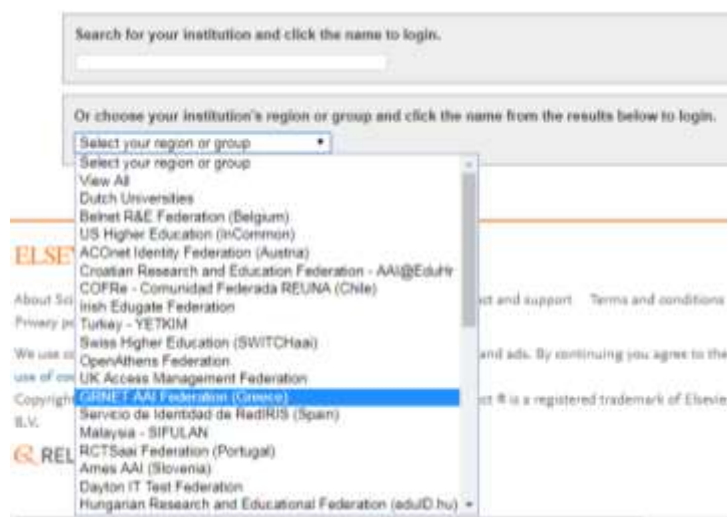 Search for your institution and click the name to login.
Or choose your institution's region or group and click the name from the results below to login.
Select your region or group
Select your region or group
View All
Dutch Universities
Belnet R&E Federation (Belgium)
US Higher Education (InCommon)
ELSE
ACOnet Identity Federation (Austria)
Croatian Research and Education Federation - AAI@EduHr
COFRe - Comunidad Federada REUNA (Chile)
About Sci
and support Terms and conditions
Irish Edugate Federation
Privacy
Turkey - YETKIM
Swiss Higher Education (SWITCHaai)
We use
and ads. By continuing you agree to the
OpenAthens Federation
use of
UK Access Management Federation
GRNET AAI Federation (Greece)
Copyright
® is a registered trademark of Elsevie
Servicio de Identidad de RedIRIS (Spain)
B.V.
Malaysia - SIFULAN
RCTSaai Federation (Portugal)
REL
Arnes AAI (Slovenia)
Dayton IT Test Federation
Hungarian Research and Educational Federation (eduID.hu)